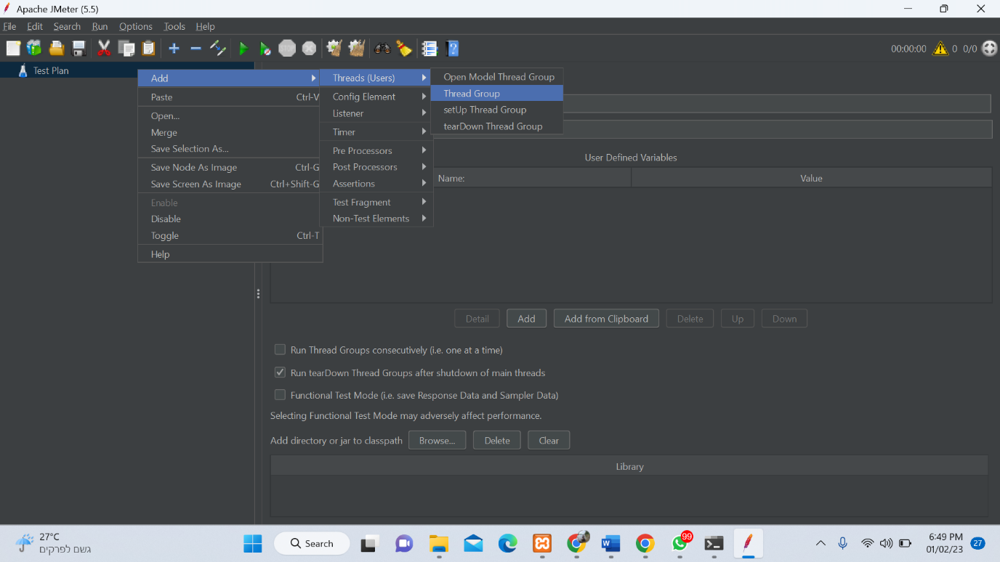 Apache JMeter (5.5)
File Edit Search Run Options Tools Help
00:00:00 0 0/0
Test Plan
Add
Paste Ctrl-V
Open...
Merge
Save Selection As...
Save Node As Image Ctrl-G
Save Screen As Image Ctrl+Shift-G
Enable
Disable
Toggle Ctrl-T
Help
Threads (Users)
Config Element
Listener
Timer
Pre Processors
Post Processors
Assertions
Test Fragment
Non-Test Elements
Open Model Thread Group
Thread Group
setUp Thread Group
tearDown Thread Group
User Defined Variables
Name: Value
Detail Add Add from Clipboard Delete Up Down
Run Thread Groups consecutively (i.e. one at a time)
Run tearDown Thread Groups after shutdown of main threads
Functional Test Mode (i.e. save Response Data and Sampler Data)
Selecting Functional Test Mode may adversely affect performance.
Add directory or jar to classpath Browse... Delete Clear
Library
27°C
גשם לפרקים
Search
99
6:49 PM
01/02/23
27